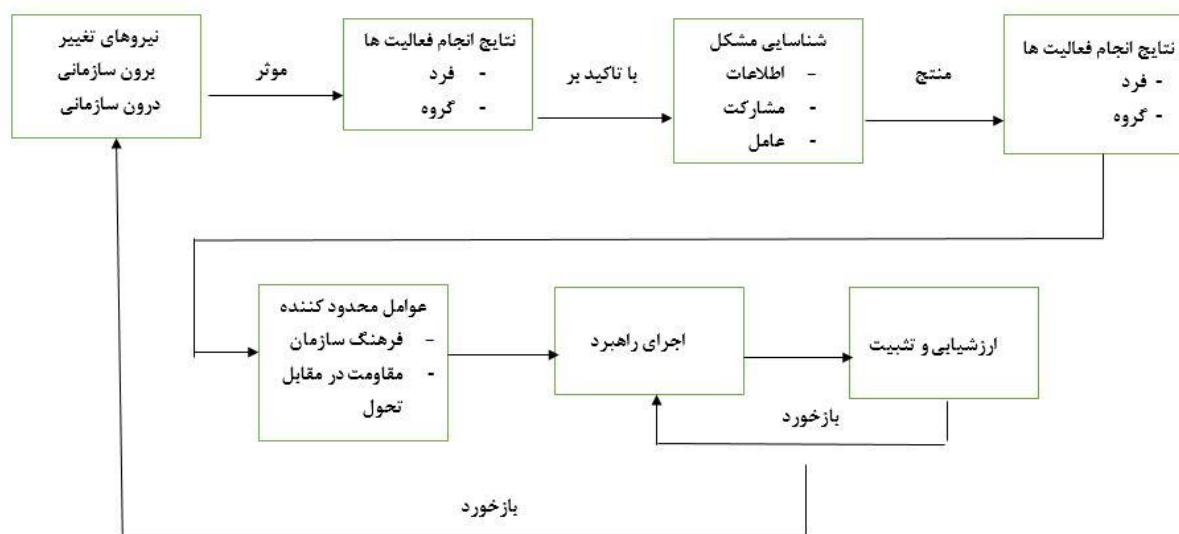 نیروهای تغییر
برون سازمانی
درون سازمانی
موثر
نتایج انجام فعالیت ها
- فرد
- گروه
با تاکید بر
شناسایی مشکل
- اطلاعات
- مشارکت
- عامل
منتج
نتایج انجام فعالیت ها
- فرد
- گروه
عوامل محدود کننده
- فرهنگ سازمان
- مقاومت در مقابل
تحول
اجرای راهبرد
ارزشیابی و تثبیت
بازخورد
بازخورد